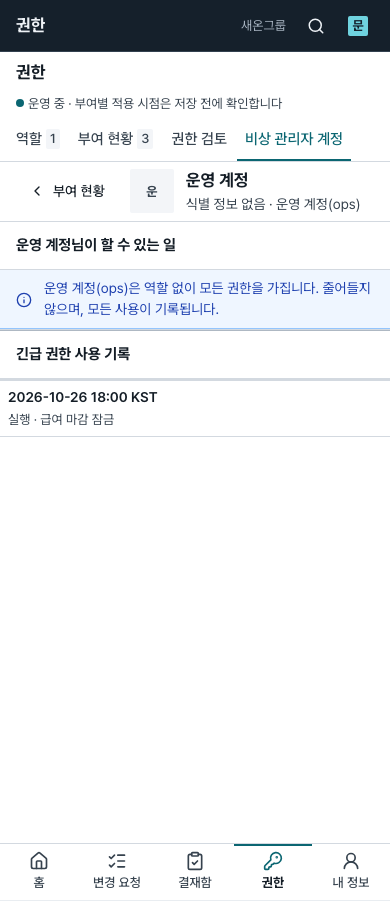 권한
새온그룹
문
권한
운영 중 · 부여별 적용 시점은 저장 전에 확인합니다
역할 1
부여 현황 3
권한 검토
비상 관리자 계정
부여 현황
운
운영 계정
식별 정보 없음 · 운영 계정(ops)
운영 계정님이 할 수 있는 일
운영 계정(ops)은 역할 없이 모든 권한을 가집니다. 줄어들지
않으며, 모든 사용이 기록됩니다.
긴급 권한 사용 기록
2026-10-26 18:00 KST
실행 · 급여 마감 잠금
홈
변경 요청
결재함
권한
내 정보